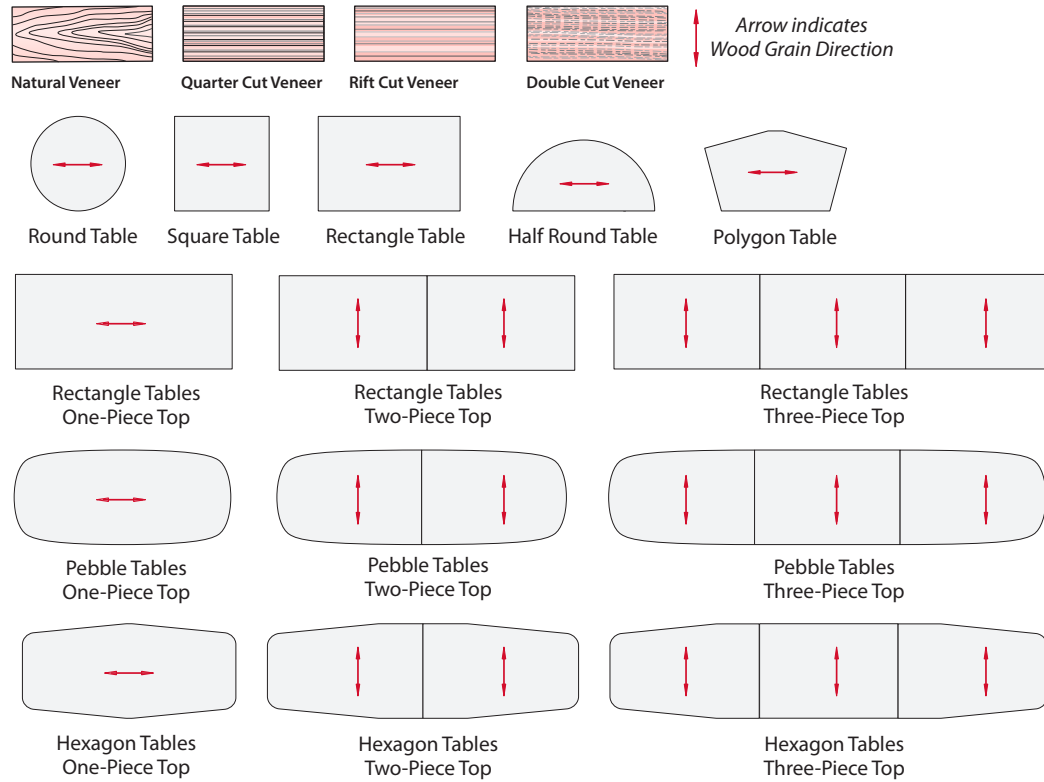 Arrow indicates
Wood Grain Direction
Natural Veneer
Quarter Cut Veneer
Rift Cut Veneer
Double Cut Veneer
Round Table
Square Table
Rectangle Table
Half Round Table
Polygon Table
Rectangle Tables
One-Piece Top
Rectangle Tables
Two-Piece Top
Rectangle Tables
Three-Piece Top
Pebble Tables
One-Piece Top
Pebble Tables
Two-Piece Top
Pebble Tables
Three-Piece Top
Hexagon Tables
One-Piece Top
Hexagon Tables
Two-Piece Top
Hexagon Tables
Three-Piece Top